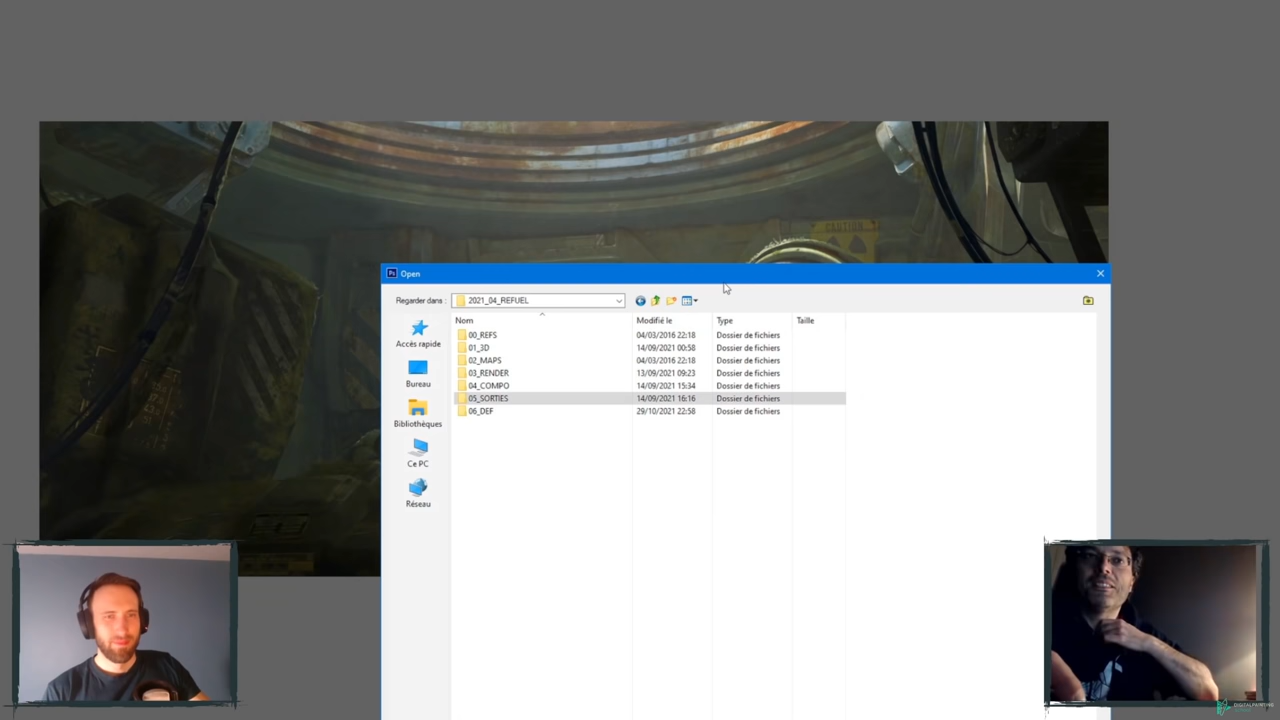 CAUTION
Ps Open
Regarder dans : 2021_04_REFUEL
Nom Modifié le Type Taille
00_REFS 04/03/2016 22:18 Dossier de fichiers
01_3D 14/09/2021 00:58 Dossier de fichiers
02_MAPS 04/03/2016 22:18 Dossier de fichiers
03_RENDER 13/09/2021 09:23 Dossier de fichiers
04_COMPO 14/09/2021 15:34 Dossier de fichiers
05_SORTIES 14/09/2021 16:16 Dossier de fichiers
06_DEF 29/10/2021 22:58 Dossier de fichiers
Accès rapide
Bureau
Bibliothèques
Ce PC
Réseau
DIGITALPAINTING